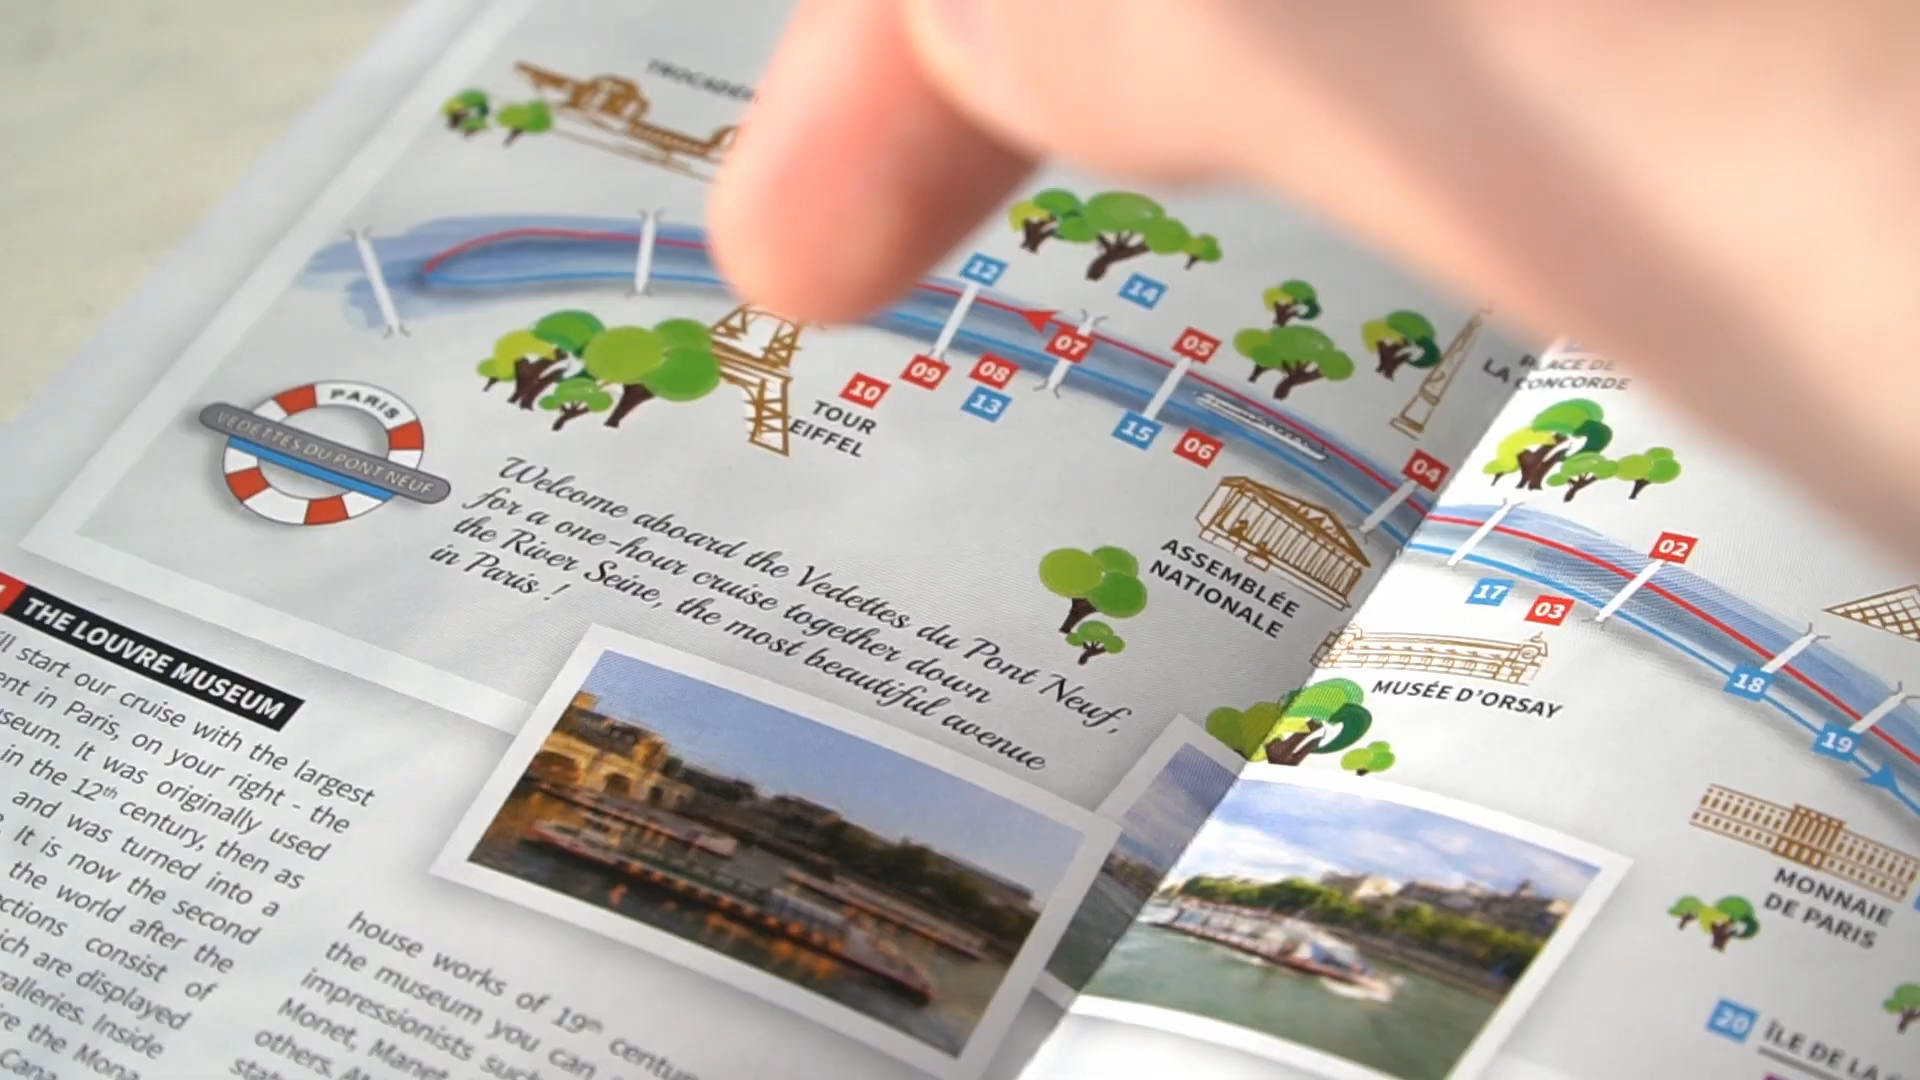 12
14
07
05
09
08
10
13
TOUR
EIFFEL
15
06
04
PLACE DE
LA CONCORDE
PARIS
VEDETTES DU PONT NEUF
Welcome aboard the Vedettes du Pont Neuf,
for a one-hour cruise together down
the River Seine, the most beautiful avenue
in Paris !
ASSEMBLÉE
NATIONALE
02
17
03
MUSÉE D'ORSAY
18
19
MONNAIE
DE PARIS
20
ÎLE DE LA
THE LOUVRE MUSEUM
start our cruise with the largest
in Paris, on your right - the
It was originally used
in the 12th century, then as
and was turned into a
It is now the second
the world after the
consist of
are displayed
galleries. Inside
the Mona
house works of 19th
the museum you can
impressionists such
Monet, Manet,
others.